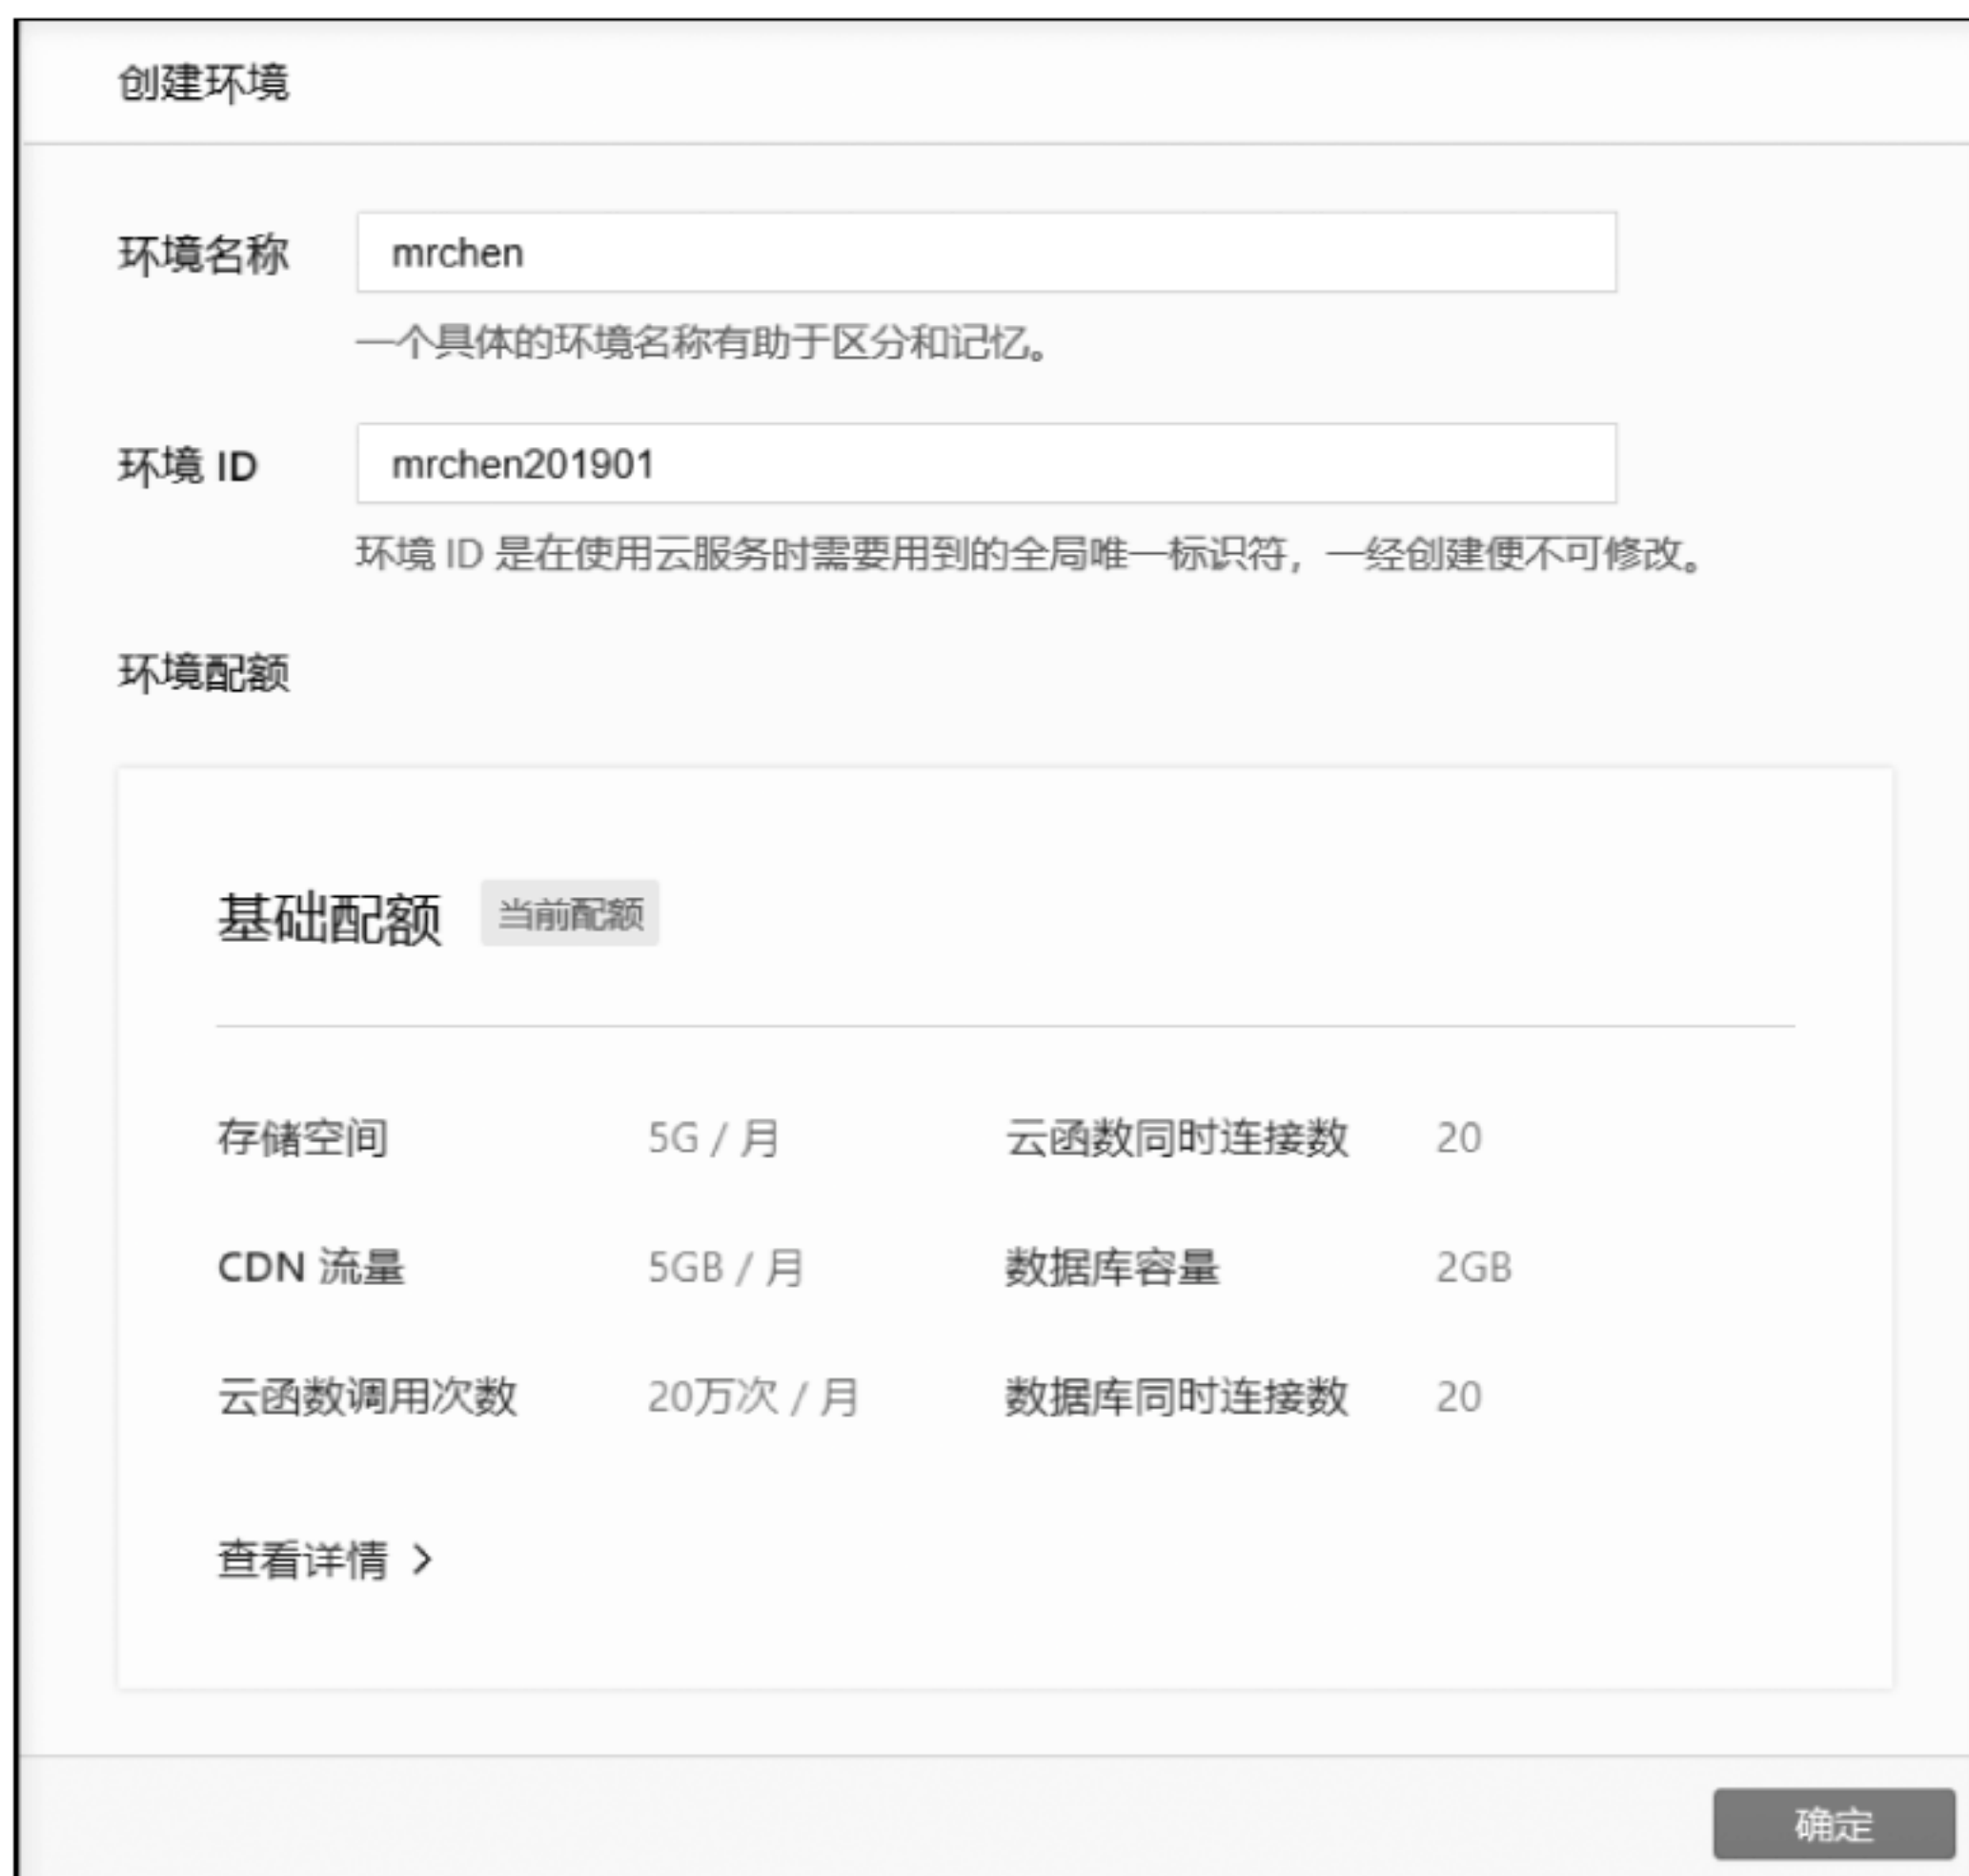 创建环境
环境名称 mrchen
一个具体的环境名称有助于区分和记忆。
环境 ID mrchen201901
环境 ID 是在使用云服务时需要用到的全局唯一标识符，一经创建便不可修改。
环境配额
基础配额 当前配额
存储空间 5G / 月 云函数同时连接数 20
CDN 流量 5GB / 月 数据库容量 2GB
云函数调用次数 20万次 / 月 数据库同时连接数 20
查看详情 >
确定